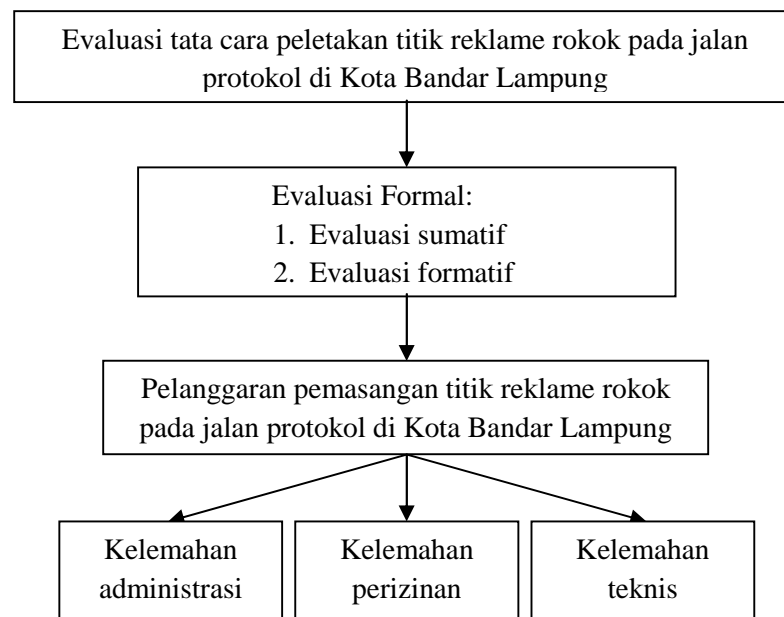 Evaluasi tata cara peletakan titik reklame rokok pada jalan
protokol di Kota Bandar Lampung
Evaluasi Formal:
1. Evaluasi sumatif
2. Evaluasi formatif
Pelanggaran pemasangan titik reklame rokok
pada jalan protokol di Kota Bandar Lampung
Kelemahan
administrasi
Kelemahan
perizinan
Kelemahan
teknis